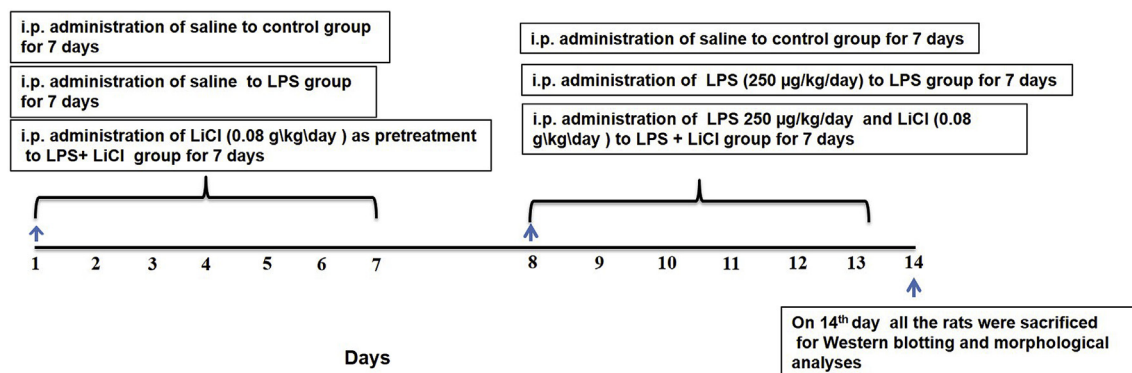 i.p. administration of saline to control group
for 7 days
i.p. administration of saline to LPS group
for 7 days
i.p. administration of LiCl (0.08 g\kg\day ) as pretreatment
to LPS+ LiCl group for 7 days
i.p. administration of saline to control group for 7 days
i.p. administration of LPS (250 µg/kg/day) to LPS group for 7 days
i.p. administration of LPS 250 µg/kg/day and LiCl (0.08
g\kg\day ) to LPS + LiCl group for 7 days
1 2 3 4 5 6 7 8 9 10 11 12 13 14
On 14th day all the rats were sacrificed
for Western blotting and morphological
analyses
Days